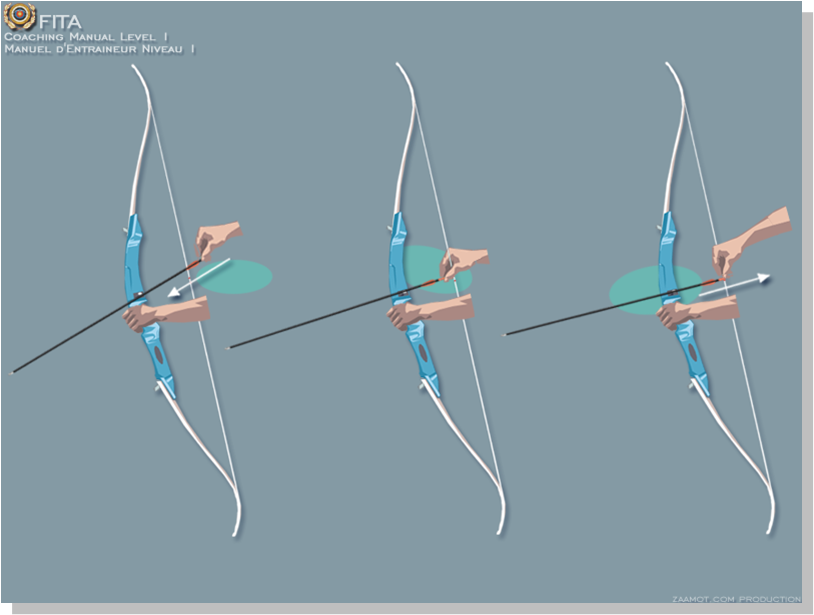 FITA
Coaching Manual Level 1
Manuel d'Entraineur Niveau 1
ZAAMOT.COM PRODUCTION